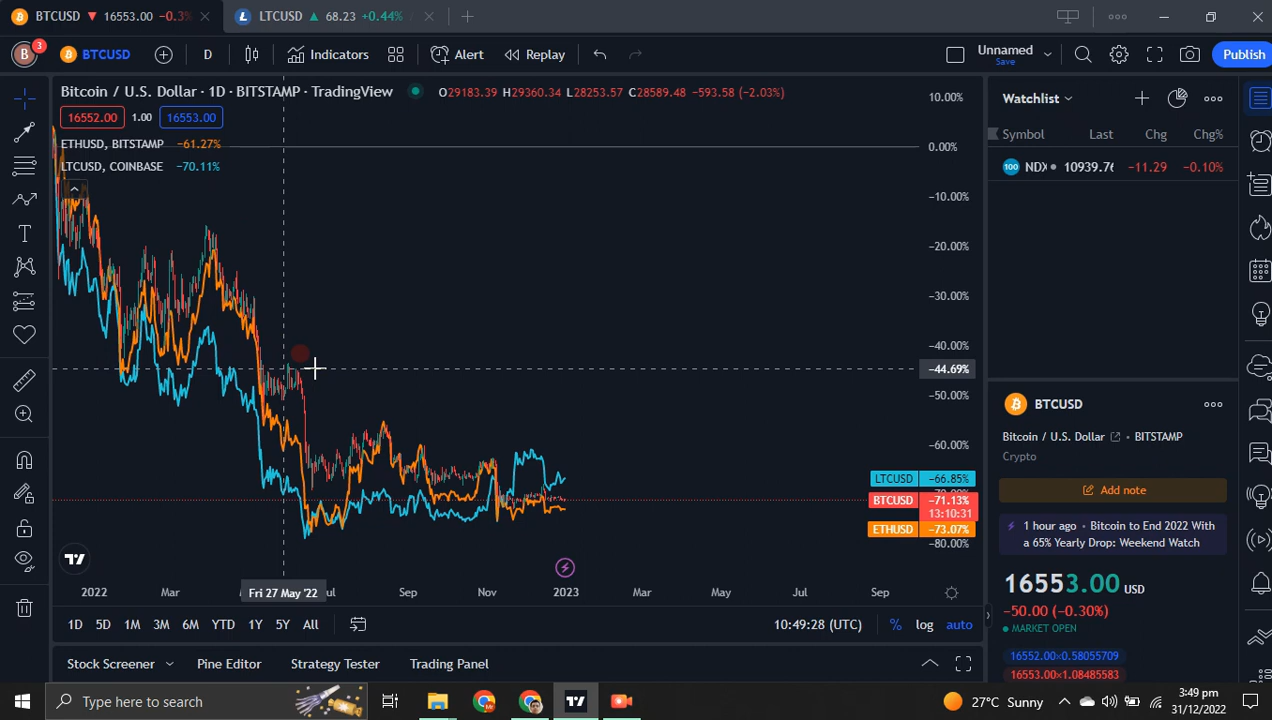 BTCUSD ▼ 16553.00 −0.3% LTCUSD ▲ 68.23 +0.44%
B 3 BTCUSD D Indicators Alert Replay Unnamed Save Publish
Bitcoin / U.S. Dollar · 1D · BITSTAMP · TradingView O29183.39 H29360.34 L28253.57 C28589.48 −593.58 (−2.03%)
16552.00 1.00 16553.00
ETHUSD, BITSTAMP −61.27%
LTCUSD, COINBASE −70.11%
10.00%
0.00%
−10.00%
−20.00%
−30.00%
−40.00%
−44.69%
−50.00%
−60.00%
LTCUSD −66.85%
BTCUSD −71.13%
13:10:31
ETHUSD −73.07%
−80.00%
2022 Mar Fri 27 May '22 Sep Nov 2023 Mar May Jul Sep
1D 5D 1M 3M 6M YTD 1Y 5Y All 10:49:28 (UTC) % log auto
Stock Screener Pine Editor Strategy Tester Trading Panel
Watchlist
Symbol Last Chg Chg%
100 NDX 10939.76 −11.29 −0.10%
BTCUSD
Bitcoin / U.S. Dollar • BITSTAMP
Crypto
Add note
1 hour ago • Bitcoin to End 2022 With
a 65% Yearly Drop: Weekend Watch
16553.00 USD
−50.00 (−0.30%)
MARKET OPEN
16552.00×0.58055709
16553.00×1.08485583
Type here to search
27°C Sunny
3:49 pm
31/12/2022